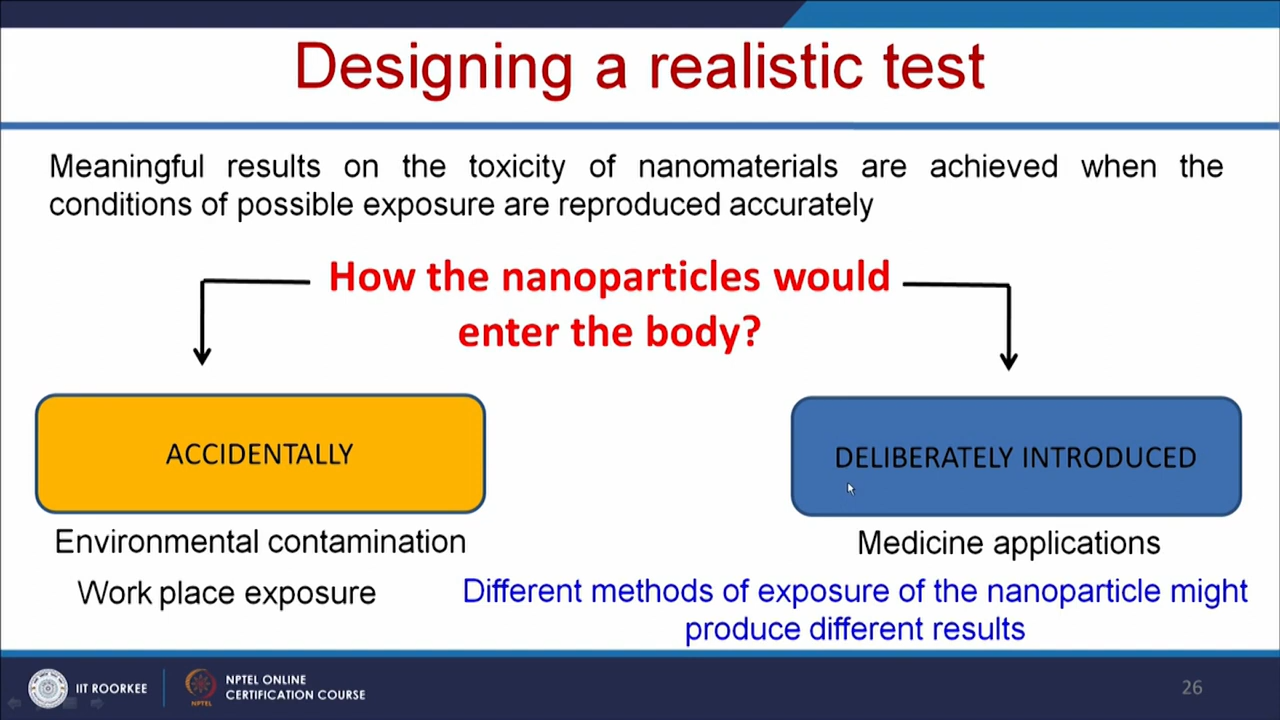 Designing a realistic test
Meaningful results on the toxicity of nanomaterials are achieved when the
conditions of possible exposure are reproduced accurately
How the nanoparticles would
enter the body?
ACCIDENTALLY
DELIBERATELY INTRODUCED
Environmental contamination
Medicine applications
Work place exposure
Different methods of exposure of the nanoparticle might
produce different results
IIT ROORKEE
NPTEL
NPTEL ONLINE
CERTIFICATION COURSE
26